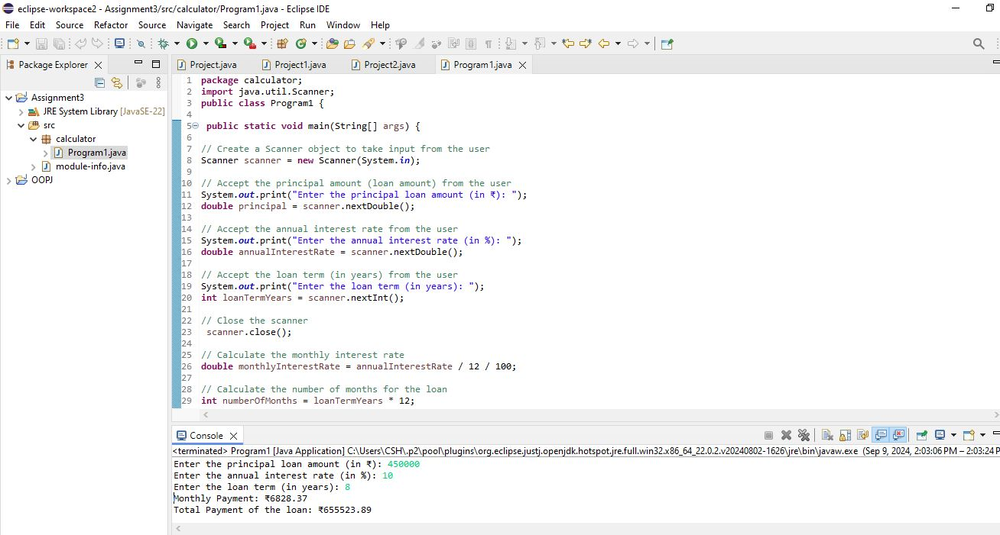 eclipse-workspace2 - Assignment3/src/calculator/Program1.java - Eclipse IDE
File Edit Source Refactor Source Navigate Search Project Run Window Help
Package Explorer
Project.java Project1.java Project2.java Program1.java
Assignment3
JRE System Library [JavaSE-22]
src
calculator
Program1.java
module-info.java
OOPJ
1 package calculator;
2 import java.util.Scanner;
3 public class Program1 {
4
5 public static void main(String[] args) {
6
7 // Create a Scanner object to take input from the user
8 Scanner scanner = new Scanner(System.in);
9
10 // Accept the principal amount (loan amount) from the user
11 System.out.print("Enter the principal loan amount (in ₹): ");
12 double principal = scanner.nextDouble();
13
14 // Accept the annual interest rate from the user
15 System.out.print("Enter the annual interest rate (in %): ");
16 double annualInterestRate = scanner.nextDouble();
17
18 // Accept the loan term (in years) from the user
19 System.out.print("Enter the loan term (in years): ");
20 int loanTermYears = scanner.nextInt();
21
22 // Close the scanner
23 scanner.close();
24
25 // Calculate the monthly interest rate
26 double monthlyInterestRate = annualInterestRate / 12 / 100;
27
28 // Calculate the number of months for the loan
29 int numberOfMonths = loanTermYears * 12;
Console
<terminated> Program1 [Java Application] C:\Users\CSH\.p2\pool\plugins\org.eclipse.justj.openjdk.hotspot.jre.full.win32.x86_64_22.0.2.v20240802-1626\jre\bin\javaw.exe (Sep 9, 2024, 2:03:06 PM – 2:03:24 P
Enter the principal loan amount (in ₹): 450000
Enter the annual interest rate (in %): 10
Enter the loan term (in years): 8
Monthly Payment: ₹6828.37
Total Payment of the loan: ₹655523.89